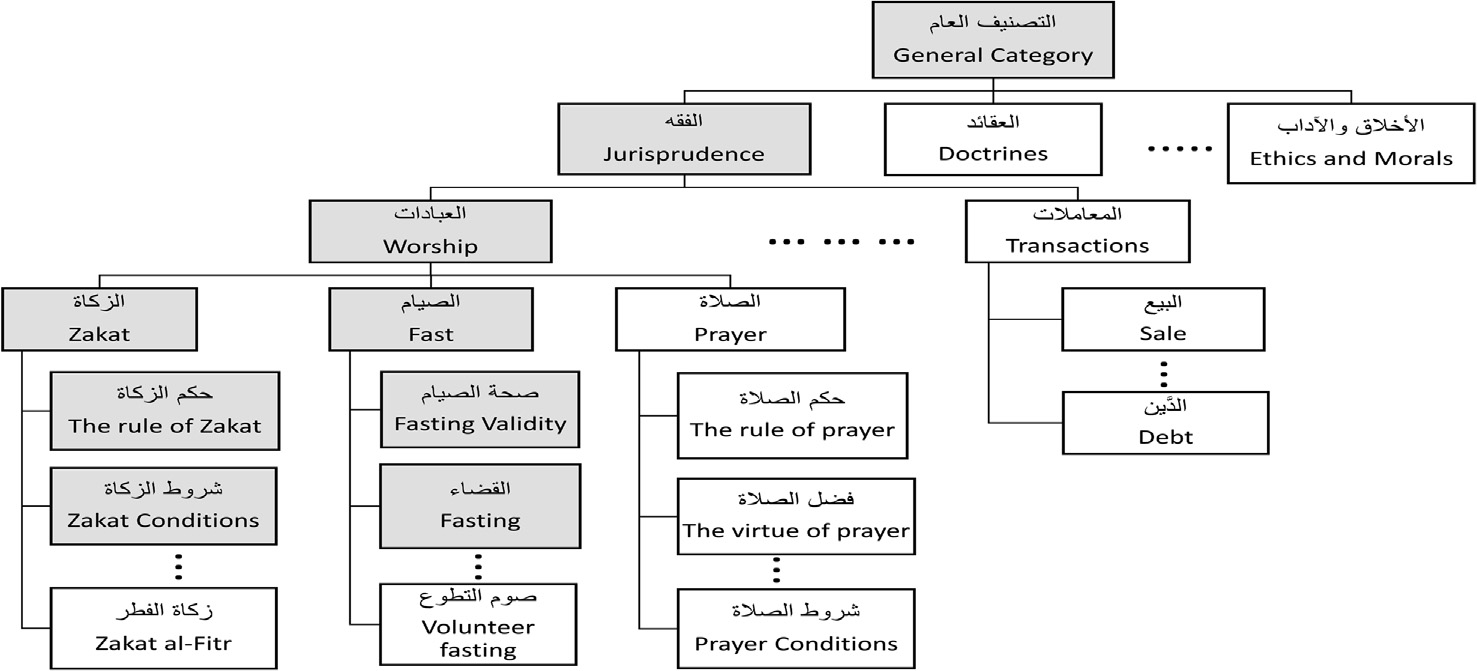 التصنيف العام
General Category
الفقه
Jurisprudence
العقائد
Doctrines
الأخلاق والآداب
Ethics and Morals
العبادات
Worship
المعاملات
Transactions
الزكاة
Zakat
الصيام
Fast
الصلاة
Prayer
البيع
Sale
الدَّين
Debt
حكم الزكاة
The rule of Zakat
شروط الزكاة
Zakat Conditions
زكاة الفطر
Zakat al-Fitr
صحة الصيام
Fasting Validity
القضاء
Fasting
صوم التطوع
Volunteer
fasting
حكم الصلاة
The rule of prayer
فضل الصلاة
The virtue of prayer
شروط الصلاة
Prayer Conditions